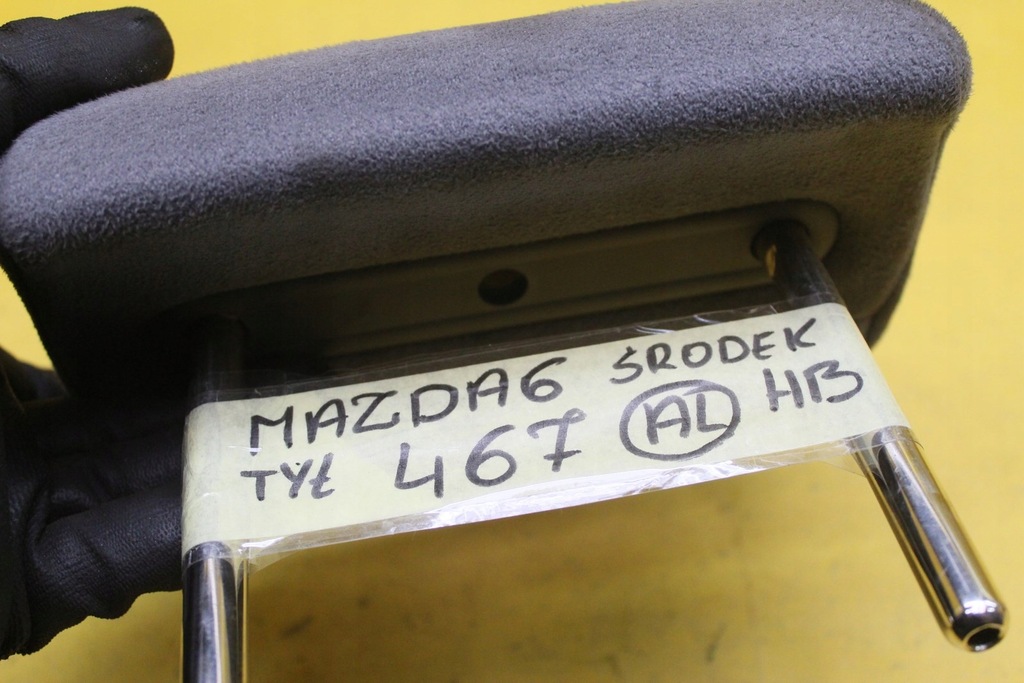 MAZDA6 ŚRODEK
TYŁ 467 AL HB